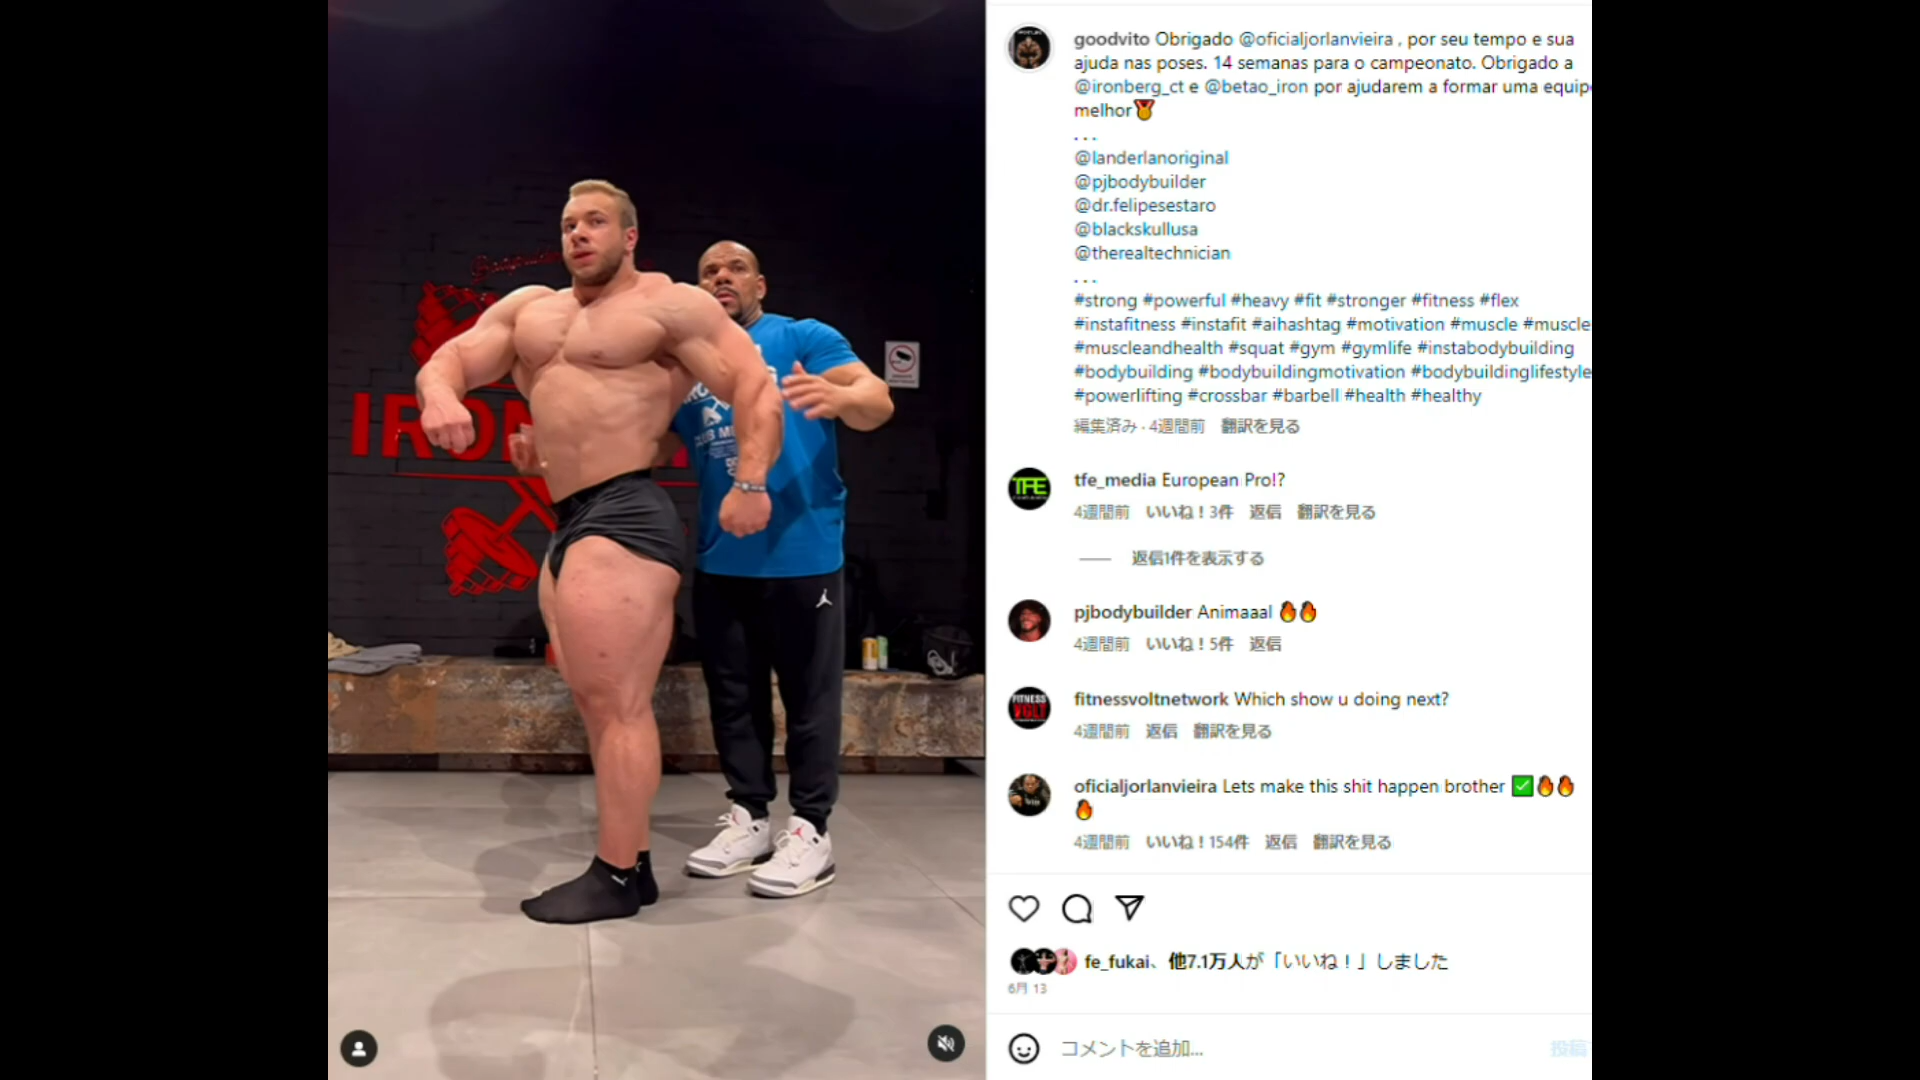 IRON
goodvito Obrigado @oficialjorlanvieira , por seu tempo e sua
ajuda nas poses. 14 semanas para o campeonato. Obrigado a
@ironberg_ct e @betao_iron por ajudarem a formar uma equip
melhor🏅
. . .
@landerlanoriginal
@pjbodybuilder
@dr.felipesestaro
@blackskullusa
@therealtechnician
. . .
#strong #powerful #heavy #fit #stronger #fitness #flex
#instafitness #instafit #aihashtag #motivation #muscle #muscle
#muscleandhealth #squat #gym #gymlife #instabodybuilding
#bodybuilding #bodybuildingmotivation #bodybuildinglifestyle
#powerlifting #crossbar #barbell #health #healthy
編集済み · 4週間前 翻訳を見る
TFE
tfe_media European Pro!?
4週間前 いいね！3件 返信 翻訳を見る
返信1件を表示する
pjbodybuilder Animaaal 🔥🔥
4週間前 いいね！5件 返信
FITNESS
VOLT
fitnessvoltnetwork Which show u doing next?
4週間前 返信 翻訳を見る
oficialjorlanvieira Lets make this shit happen brother ✅🔥🔥
🔥
4週間前 いいね！154件 返信 翻訳を見る
fe_fukai、他7.1万人が「いいね！」しました
6月 13
コメントを追加...
投稿